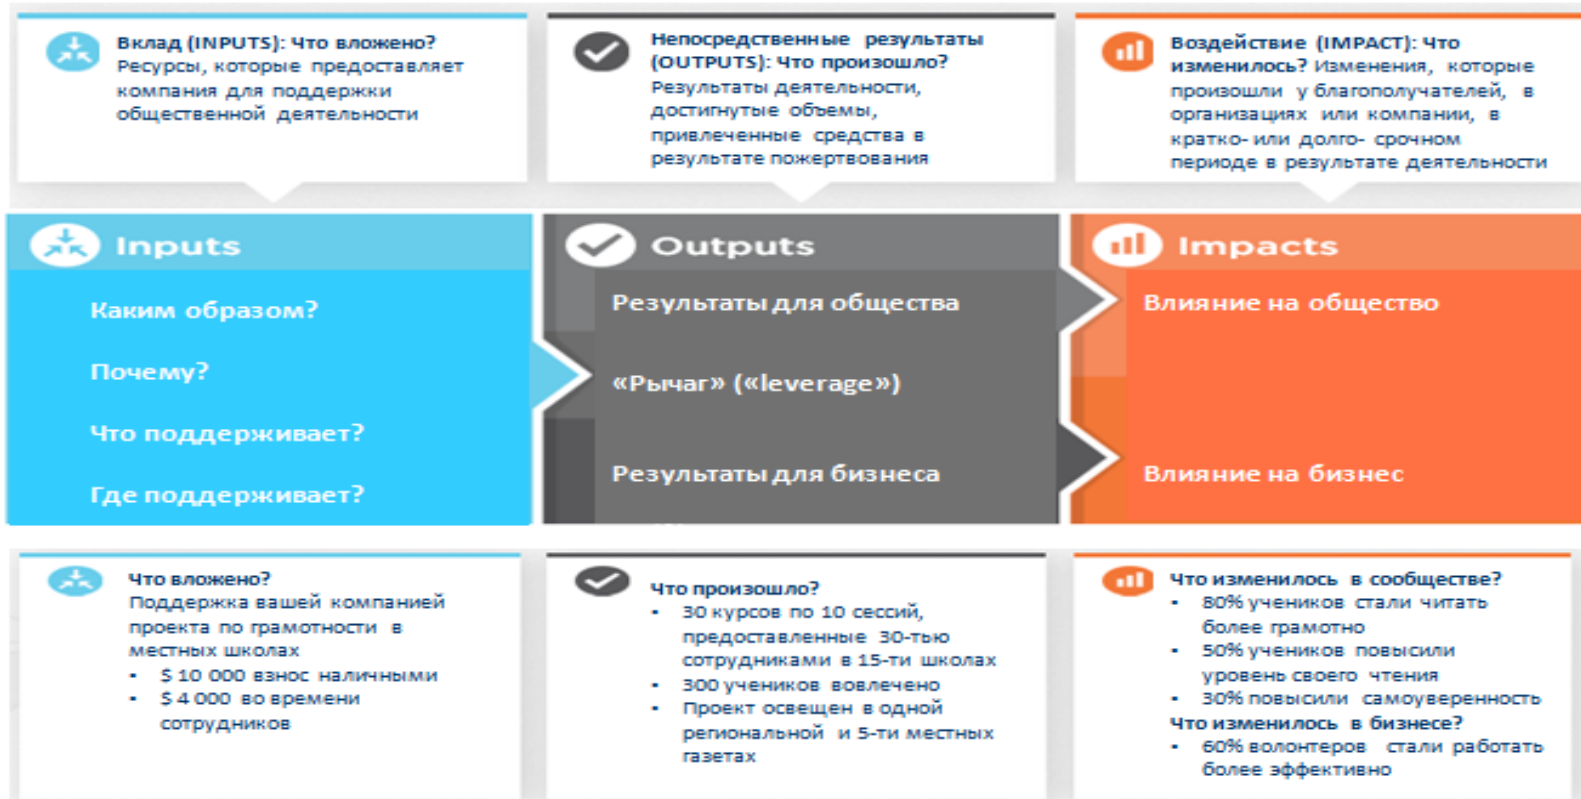 Вклад (INPUTS): Что вложено?
Ресурсы, которые предоставляет
компания для поддержки
общественной деятельности
Непосредственные результаты
(OUTPUTS): Что произошло?
Результаты деятельности,
достигнутые объемы,
привлеченные средства в
результате пожертвования
Воздействие (IMPACT): Что
изменилось? Изменения, которые
произошли у благополучателей, в
организациях или компании, в
кратко- или долго- срочном
периоде в результате деятельности
Inputs
Каким образом?
Почему?
Что поддерживает?
Где поддерживает?
Outputs
Результаты для общества
«Рычаг» («leverage»)
Результаты для бизнеса
Impacts
Влияние на общество
Влияние на бизнес
Что вложено?
Поддержка вашей компанией
проекта по грамотности в
местных школах
▪ $ 10 000 взнос наличными
▪ $ 4 000 во времени
сотрудников
Что произошло?
▪ 30 курсов по 10 сессий,
предоставленные 30-тью
сотрудниками в 15-ти школах
▪ 300 учеников вовлечено
▪ Проект освещен в одной
региональной и 5-ти местных
газетах
Что изменилось в сообществе?
▪ 80% учеников стали читать
более грамотно
▪ 50% учеников повысили
уровень своего чтения
▪ 30% повысили самоуверенность
Что изменилось в бизнесе?
▪ 60% волонтеров стали работать
более эффективно